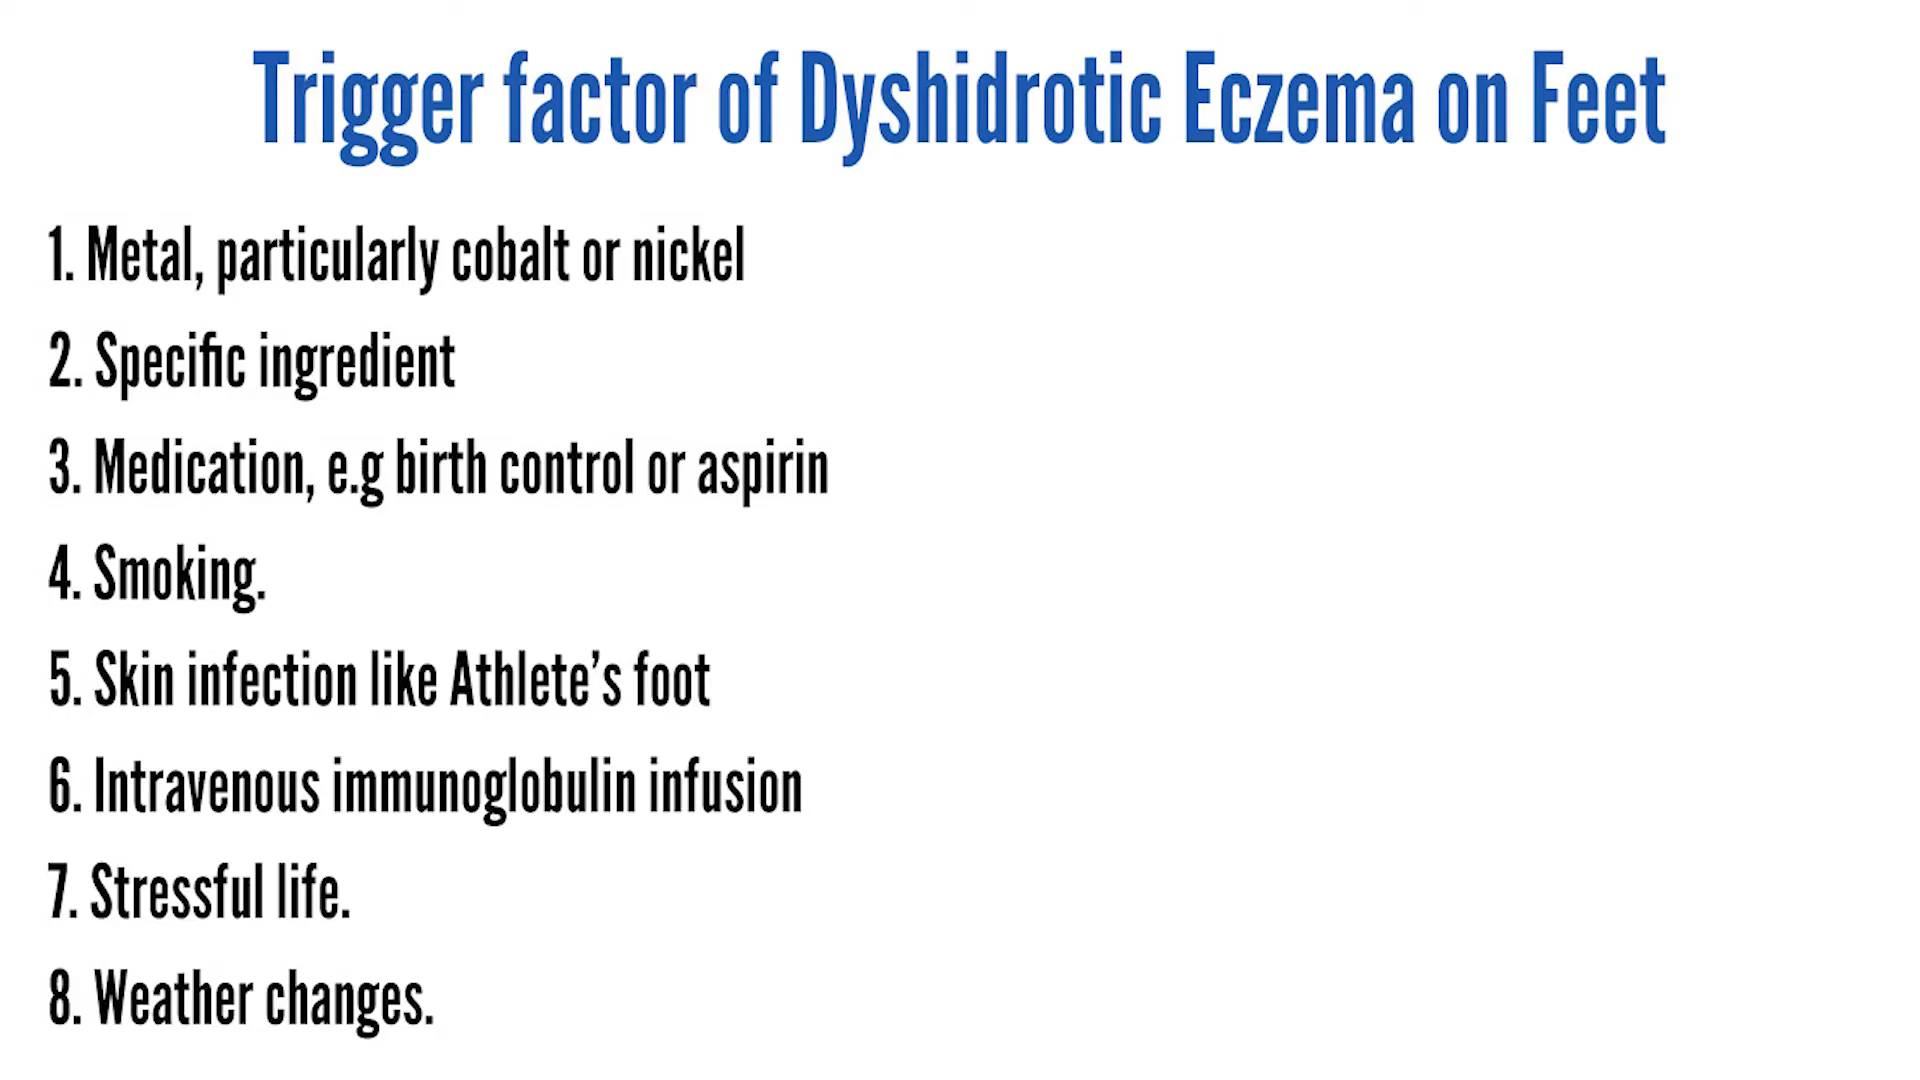 Trigger factor of Dyshidrotic Eczema on Feet
1. Metal, particularly cobalt or nickel
2. Specific ingredient
3. Medication, e.g birth control or aspirin
4. Smoking.
5. Skin infection like Athlete’s foot
6. Intravenous immunoglobulin infusion
7. Stressful life.
8. Weather changes.